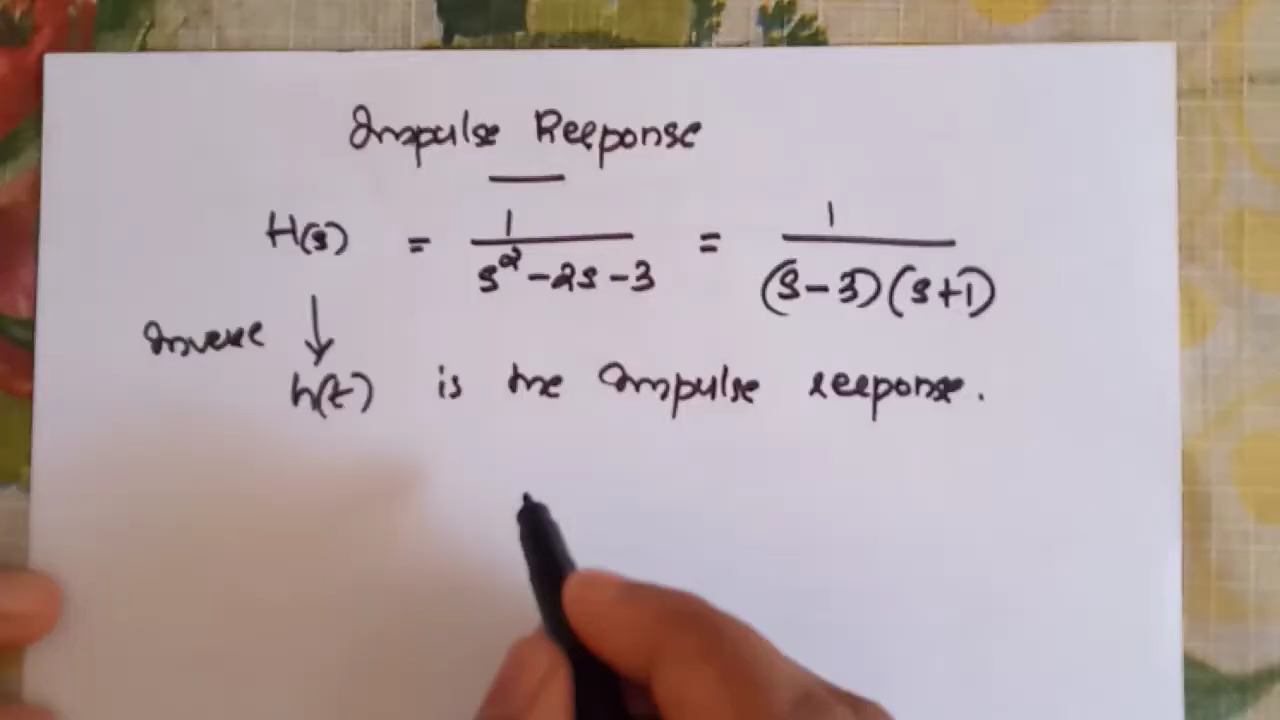 Impulse Response
H(s) = 1/(s² - 2s - 3) = 1/((s - 3)(s + 1))
Inverse ↓
h(t) is the impulse response.